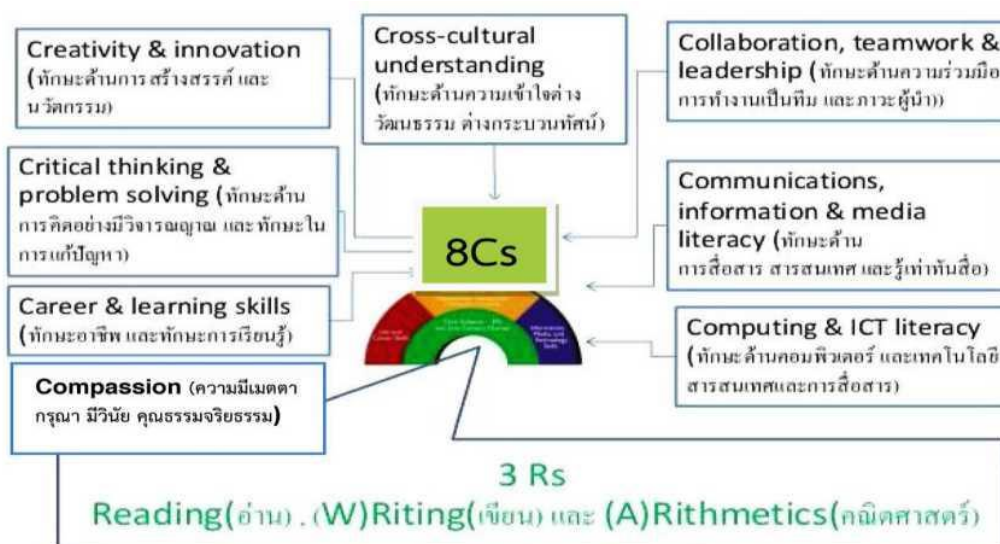 Creativity & innovation
(ทักษะด้านการสร้างสรรค์ และ
นวัตกรรม)
Cross-cultural
understanding
(ทักษะด้านความเข้าใจต่าง
วัฒนธรรม ต่างกระบวนทัศน์)
Collaboration, teamwork &
leadership (ทักษะด้านความร่วมมือ
การทำงานเป็นทีม และภาวะผู้นำ))
Critical thinking &
problem solving (ทักษะด้าน
การคิดอย่างมีวิจารณญาณ และทักษะใน
การแก้ปัญหา)
8Cs
Communications,
information & media
literacy (ทักษะด้าน
การสื่อสาร สารสนเทศ และรู้เท่าทันสื่อ)
Career & learning skills
(ทักษะอาชีพ และทักษะการเรียนรู้)
Computing & ICT literacy
(ทักษะด้านคอมพิวเตอร์ และเทคโนโลยี
สารสนเทศและการสื่อสาร)
Compassion (ความมีเมตตา
กรุณา มีวินัย คุณธรรมจริยธรรม)
3 Rs
Reading(อ่าน) . (W)Riting(เขียน) และ (A)Rithmetics(คณิตศาสตร์)